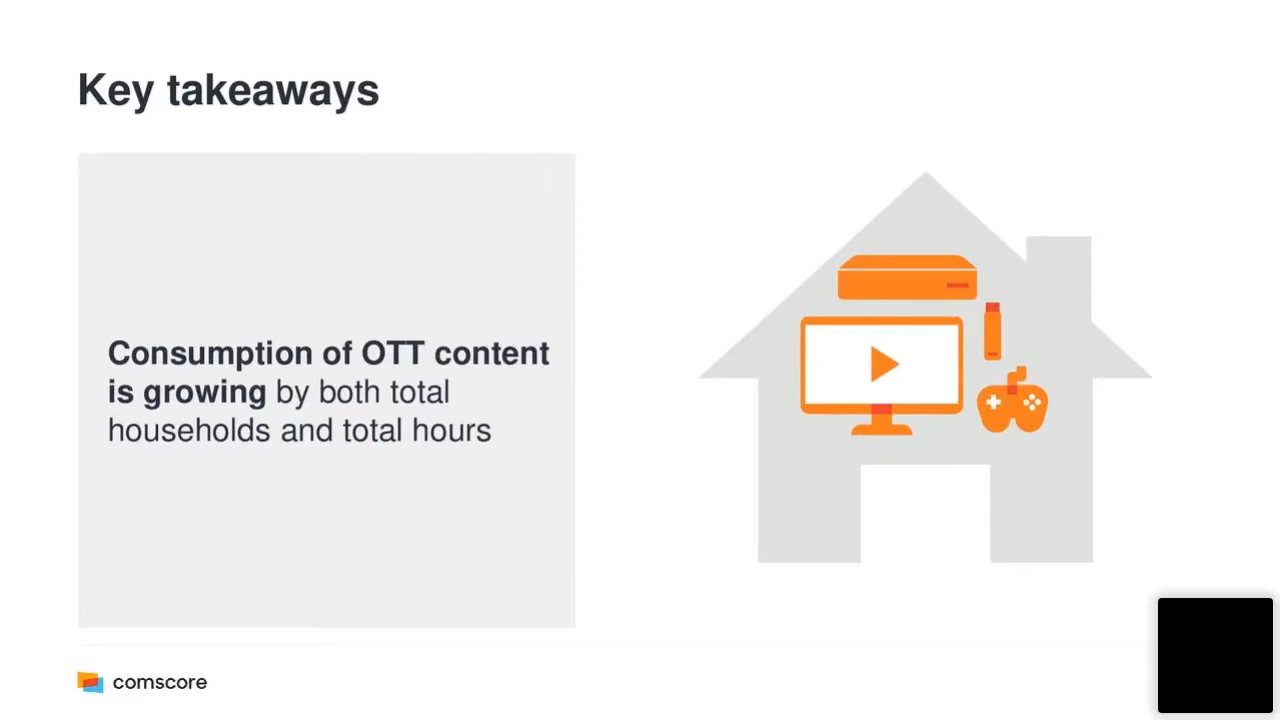 Key takeaways
Consumption of OTT content
is growing by both total
households and total hours
comscore